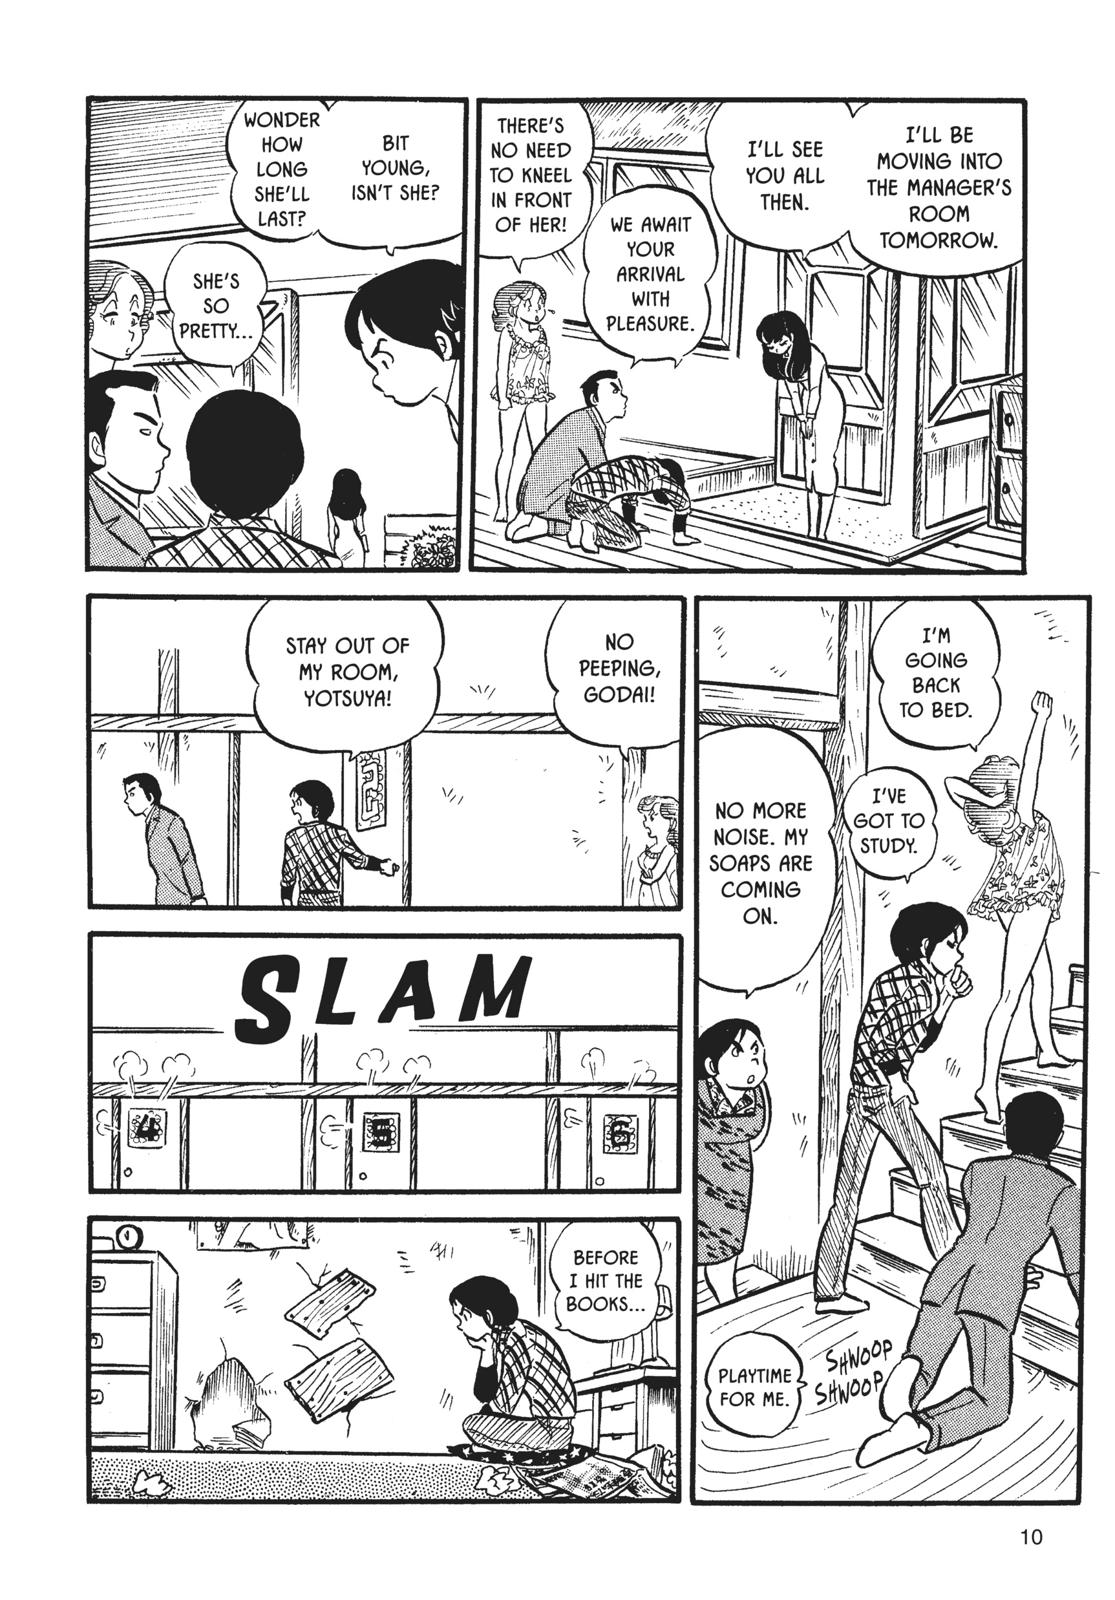 I'LL BE
MOVING INTO
THE MANAGER'S
ROOM
TOMORROW.
I'LL SEE
YOU ALL
THEN.
WE AWAIT
YOUR
ARRIVAL
WITH
PLEASURE.
THERE'S
NO NEED
TO KNEEL
IN FRONT
OF HER!
BIT
YOUNG,
ISN'T SHE?
WONDER
HOW
LONG
SHE'LL
LAST?
SHE'S
SO
PRETTY...
I'M
GOING
BACK
TO BED.
I'VE
GOT TO
STUDY.
NO MORE
NOISE. MY
SOAPS ARE
COMING
ON.
PLAYTIME
FOR ME.
SHWOOP
SHWOOP
NO
PEEPING,
GODAI!
STAY OUT OF
MY ROOM,
YOTSUYA!
5
SLAM
4
5
6
BEFORE
I HIT THE
BOOKS...
10